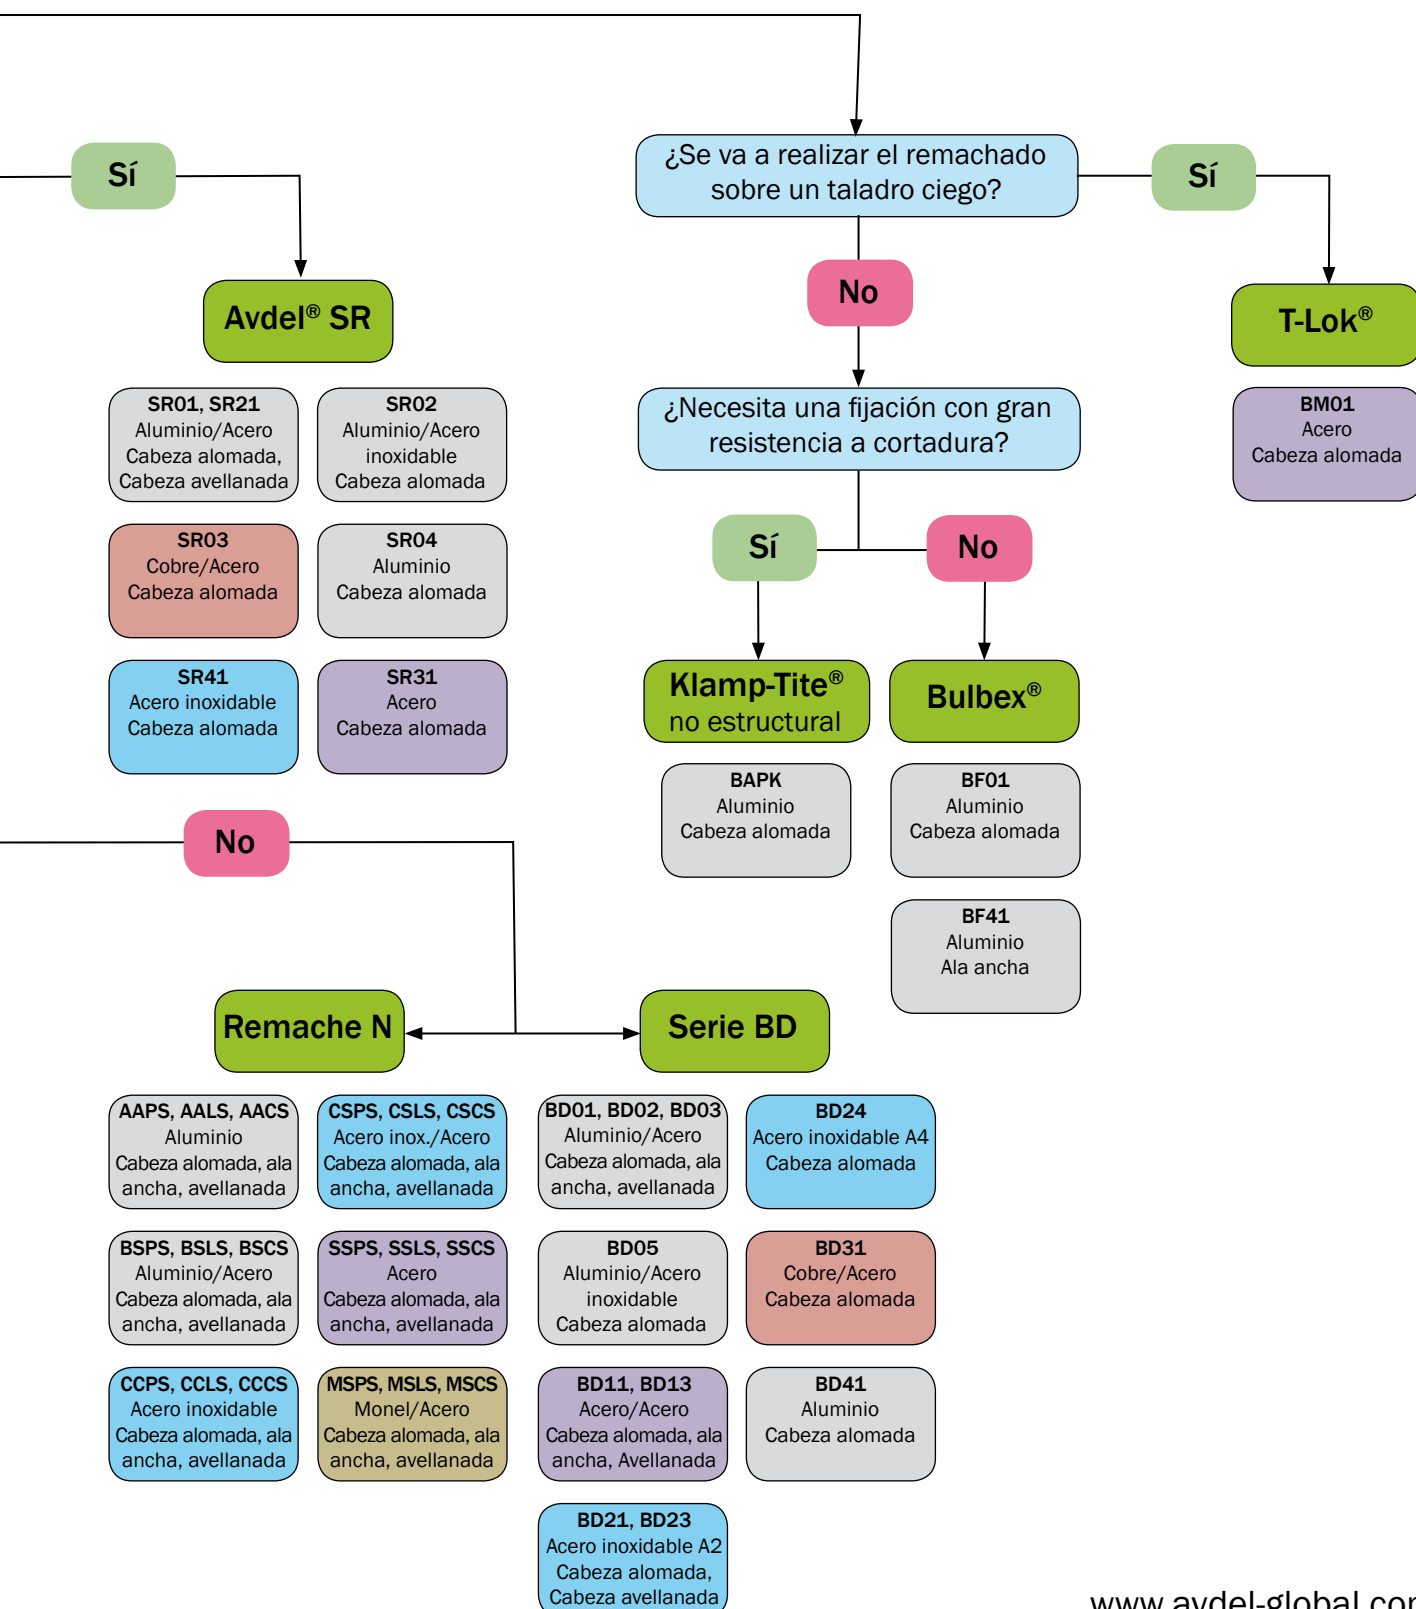 ¿Se va a realizar el remachado
sobre un taladro ciego?
Sí
Sí
No
Avdel® SR
T-Lok®
SR01, SR21
Aluminio/Acero
Cabeza alomada,
Cabeza avellanada
SR02
Aluminio/Acero
inoxidable
Cabeza alomada
¿Necesita una fijación con gran
resistencia a cortadura?
BM01
Acero
Cabeza alomada
SR03
Cobre/Acero
Cabeza alomada
SR04
Aluminio
Cabeza alomada
Sí
No
SR41
Acero inoxidable
Cabeza alomada
SR31
Acero
Cabeza alomada
Klamp-Tite®
no estructural
Bulbex®
BAPK
Aluminio
Cabeza alomada
BF01
Aluminio
Cabeza alomada
No
BF41
Aluminio
Ala ancha
Remache N
Serie BD
AAPS, AALS, AACS
Aluminio
Cabeza alomada, ala
ancha, avellanada
CSPS, CSLS, CSCS
Acero inox./Acero
Cabeza alomada, ala
ancha, avellanada
BD01, BD02, BD03
Aluminio/Acero
Cabeza alomada, ala
ancha, avellanada
BD24
Acero inoxidable A4
Cabeza alomada
BSPS, BSLS, BSCS
Aluminio/Acero
Cabeza alomada, ala
ancha, avellanada
SSPS, SSLS, SSCS
Acero
Cabeza alomada, ala
ancha, avellanada
BD05
Aluminio/Acero
inoxidable
Cabeza alomada
BD31
Cobre/Acero
Cabeza alomada
CCPS, CCLS, CCCS
Acero inoxidable
Cabeza alomada, ala
ancha, avellanada
MSPS, MSLS, MSCS
Monel/Acero
Cabeza alomada, ala
ancha, avellanada
BD11, BD13
Acero/Acero
Cabeza alomada, ala
ancha, Avellanada
BD41
Aluminio
Cabeza alomada
BD21, BD23
Acero inoxidable A2
Cabeza alomada,
Cabeza avellanada
www.avdel-global.com